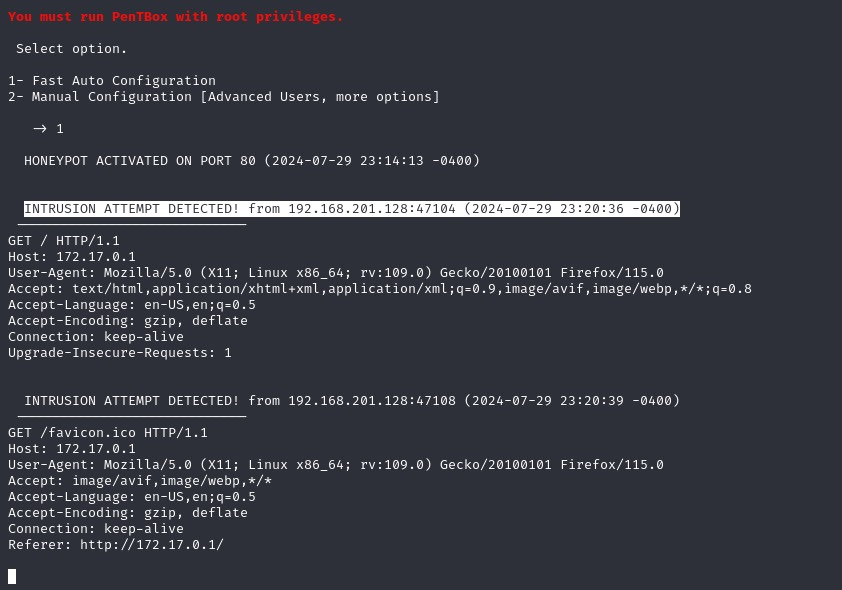 You must run PenTBox with root privileges.
Select option.
1- Fast Auto Configuration
2- Manual Configuration [Advanced Users, more options]
-> 1
HONEYPOT ACTIVATED ON PORT 80 (2024-07-29 23:14:13 -0400)
INTRUSION ATTEMPT DETECTED! from 192.168.201.128:47104 (2024-07-29 23:20:36 -0400)
-----------------------------
GET / HTTP/1.1
Host: 172.17.0.1
User-Agent: Mozilla/5.0 (X11; Linux x86_64; rv:109.0) Gecko/20100101 Firefox/115.0
Accept: text/html,application/xhtml+xml,application/xml;q=0.9,image/avif,image/webp,*/*;q=0.8
Accept-Language: en-US,en;q=0.5
Accept-Encoding: gzip, deflate
Connection: keep-alive
Upgrade-Insecure-Requests: 1
INTRUSION ATTEMPT DETECTED! from 192.168.201.128:47108 (2024-07-29 23:20:39 -0400)
-----------------------------
GET /favicon.ico HTTP/1.1
Host: 172.17.0.1
User-Agent: Mozilla/5.0 (X11; Linux x86_64; rv:109.0) Gecko/20100101 Firefox/115.0
Accept: image/avif,image/webp,*/*
Accept-Language: en-US,en;q=0.5
Accept-Encoding: gzip, deflate
Connection: keep-alive
Referer: http://172.17.0.1/